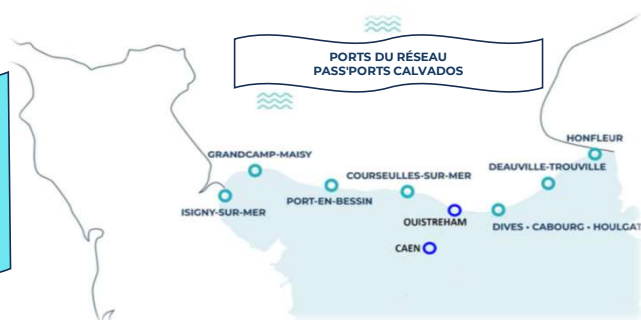 PORTS DU RÉSEAU
PASS'PORTS CALVADOS
HONFLEUR
GRANDCAMP-MAISY
DEAUVILLE-TROUVILLE
COURSEULLES-SUR-MER
PORT-EN-BESSIN
ISIGNY-SUR-MER
OUISTREHAM
DIVES • CABOURG • HOULGAT
CAEN